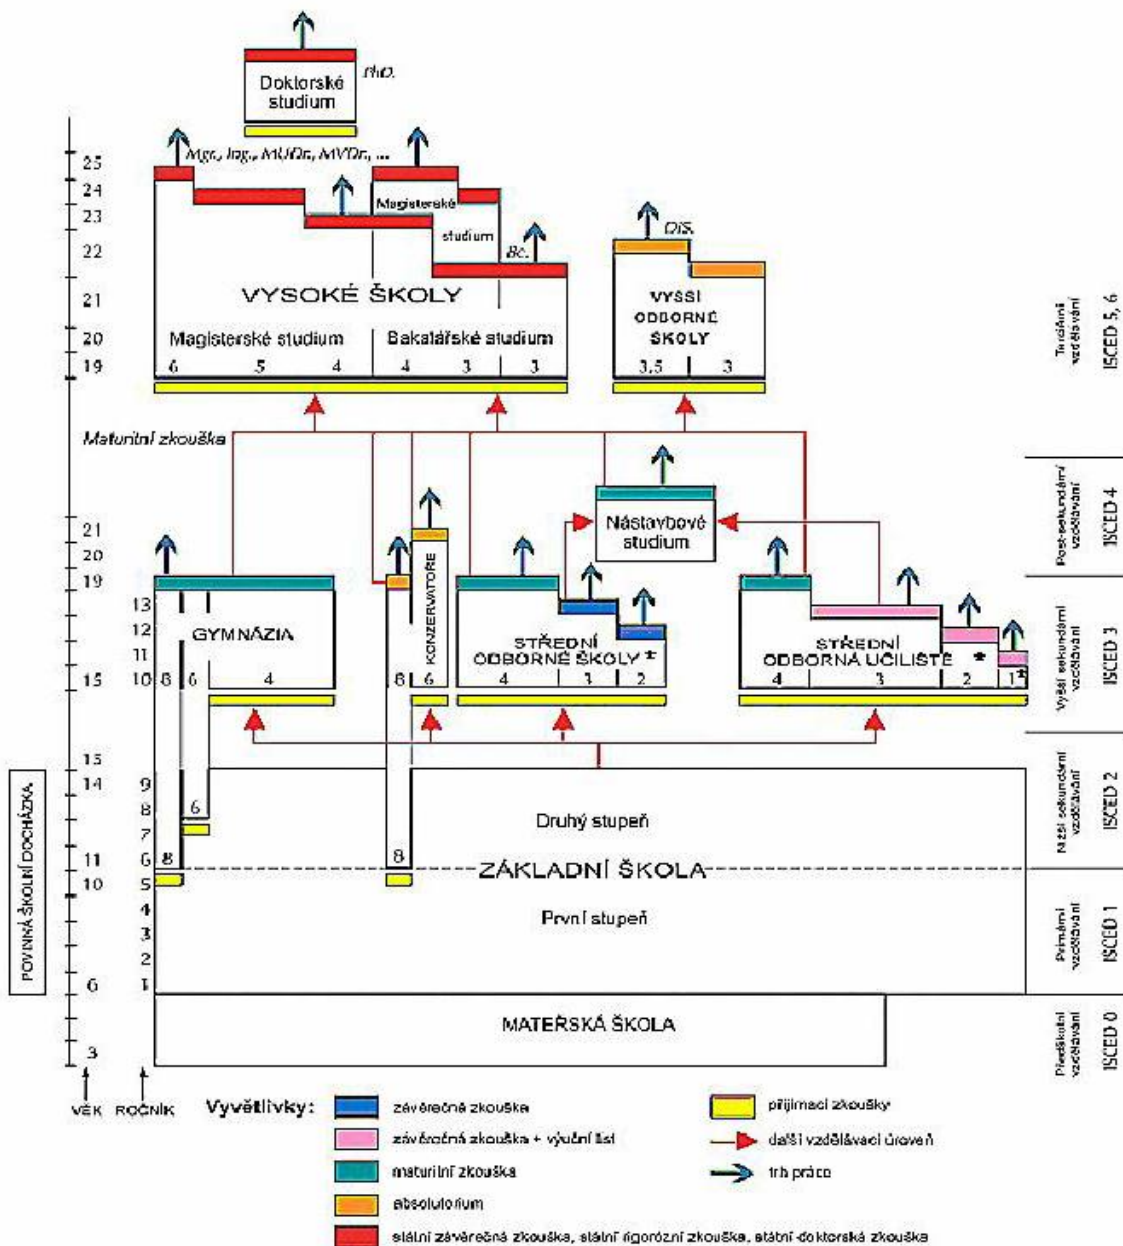 Doktorské
studium
PhD.
Mgr., Ing., MUDr., MVDr., ...
Magisterské
studium
Bc.
DiS.
VYSOKÉ ŠKOLY
Magisterské studium
Bakalářské studium
6 5 4 4 3 3
VYŠŠÍ
ODBORNÉ
ŠKOLY
3,5 3
25
24
23
22
21
20
19
Terciární
vzdělávání
ISCED 5, 6
Maturitní zkouška
Nástavbové
studium
Post-sekundární
vzdělávání
ISCED 4
21
20
19
15
13
12
11
10
GYMNÁZIA
8 6 4
KONZERVATOŘE
8 6
STŘEDNÍ
ODBORNÉ ŠKOLY *
4 3 2
STŘEDNÍ
ODBORNÁ UČILIŠTĚ *
4 3 2 1*
Vyšší sekundární
vzdělávání
ISCED 3
POVINNÁ ŠKOLNÍ DOCHÁZKA
15
14
11
10
6
3
9
8
7
6
5
4
3
2
1
6
8
8
Druhý stupeň
ZÁKLADNÍ ŠKOLA
První stupeň
Nižší sekundární
vzdělávání
ISCED 2
Primární
vzdělávání
ISCED 1
MATEŘSKÁ ŠKOLA
Předškolní
vzdělávání
ISCED 0
VĚK ROČNÍK
Vyvětlivky:
závěrečná zkouška
závěrečná zkouška + výuční list
maturitní zkouška
absolutorium
státní závěrečná zkouška, státní rigorózní zkouška, státní doktorská zkouška
přijímací zkoušky
další vzdělávací úroveň
trh práce